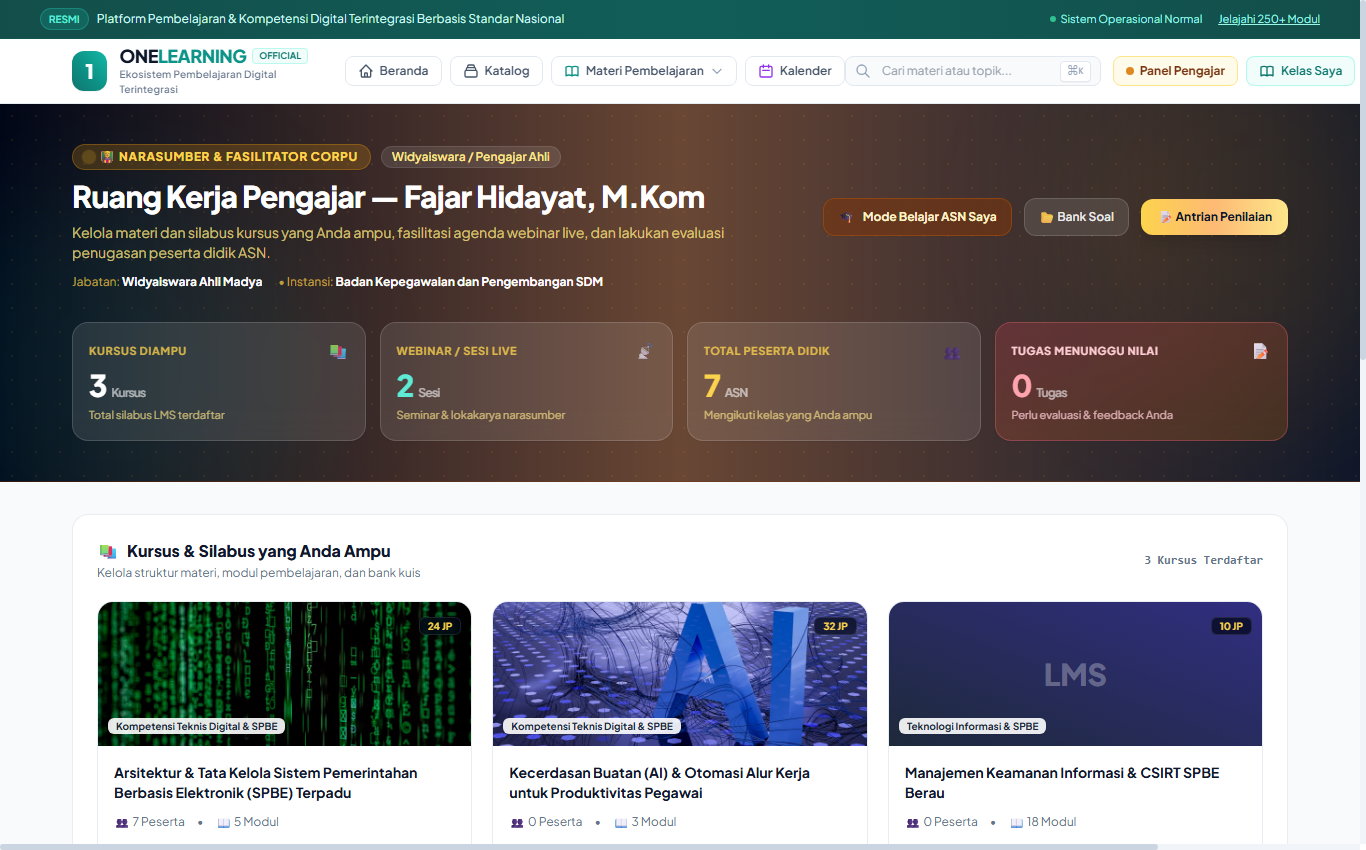 RESMI Platform Pembelajaran & Kompetensi Digital Terintegrasi Berbasis Standar Nasional
Sistem Operasional Normal Jelajahi 250+ Modul
1
ONELEARNING OFFICIAL
Ekosistem Pembelajaran Digital
Terintegrasi
Beranda
Katalog
Materi Pembelajaran
Kalender
Cari materi atau topik...
⌘K
Panel Pengajar
Kelas Saya
NARASUMBER & FASILITATOR CORPU
Widyaiswara / Pengajar Ahli
Ruang Kerja Pengajar — Fajar Hidayat, M.Kom
Kelola materi dan silabus kursus yang Anda ampu, fasilitasi agenda webinar live, dan lakukan evaluasi
penugasan peserta didik ASN.
Jabatan: Widyaiswara Ahli Madya • Instansi: Badan Kepegawaian dan Pengembangan SDM
Mode Belajar ASN Saya
Bank Soal
Antrian Penilaian
KURSUS DIAMPU
3 Kursus
Total silabus LMS terdaftar
WEBINAR / SESI LIVE
2 Sesi
Seminar & lokakarya narasumber
TOTAL PESERTA DIDIK
7 ASN
Mengikuti kelas yang Anda ampu
TUGAS MENUNGGU NILAI
0 Tugas
Perlu evaluasi & feedback Anda
Kursus & Silabus yang Anda Ampu
Kelola struktur materi, modul pembelajaran, dan bank kuis
3 Kursus Terdaftar
24 JP
Kompetensi Teknis Digital & SPBE
Arsitektur & Tata Kelola Sistem Pemerintahan
Berbasis Elektronik (SPBE) Terpadu
7 Peserta • 5 Modul
32 JP
AI
Kompetensi Teknis Digital & SPBE
Kecerdasan Buatan (AI) & Otomasi Alur Kerja
untuk Produktivitas Pegawai
0 Peserta • 3 Modul
10 JP
LMS
Teknologi Informasi & SPBE
Manajemen Keamanan Informasi & CSIRT SPBE
Berau
0 Peserta • 18 Modul